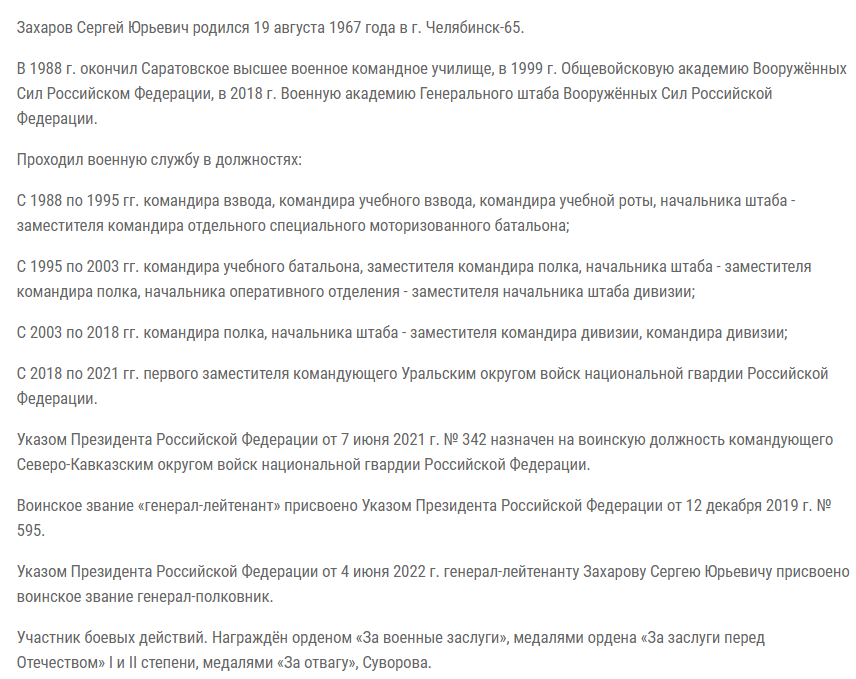 Захаров Сергей Юрьевич родился 19 августа 1967 года в г. Челябинск-65.
В 1988 г. окончил Саратовское высшее военное командное училище, в 1999 г. Общевойсковую академию Вооружённых
Сил Российском Федерации, в 2018 г. Военную академию Генерального штаба Вооружённых Сил Российской
Федерации.
Проходил военную службу в должностях:
С 1988 по 1995 гг. командира взвода, командира учебного взвода, командира учебной роты, начальника штаба -
заместителя командира отдельного специального моторизованного батальона;
С 1995 по 2003 гг. командира учебного батальона, заместителя командира полка, начальника штаба - заместителя
командира полка, начальника оперативного отделения - заместителя начальника штаба дивизии;
С 2003 по 2018 гг. командира полка, начальника штаба - заместителя командира дивизии, командира дивизии;
С 2018 по 2021 гг. первого заместителя командующего Уральским округом войск национальной гвардии Российской
Федерации.
Указом Президента Российской Федерации от 7 июня 2021 г. № 342 назначен на воинскую должность командующего
Северо-Кавказским округом войск национальной гвардии Российской Федерации.
Воинское звание «генерал-лейтенант» присвоено Указом Президента Российской Федерации от 12 декабря 2019 г. №
595.
Указом Президента Российской Федерации от 4 июня 2022 г. генерал-лейтенанту Захарову Сергею Юрьевичу присвоено
воинское звание генерал-полковник.
Участник боевых действий. Награждён орденом «За военные заслуги», медалями ордена «За заслуги перед
Отечеством» I и II степени, медалями «За отвагу», Суворова.